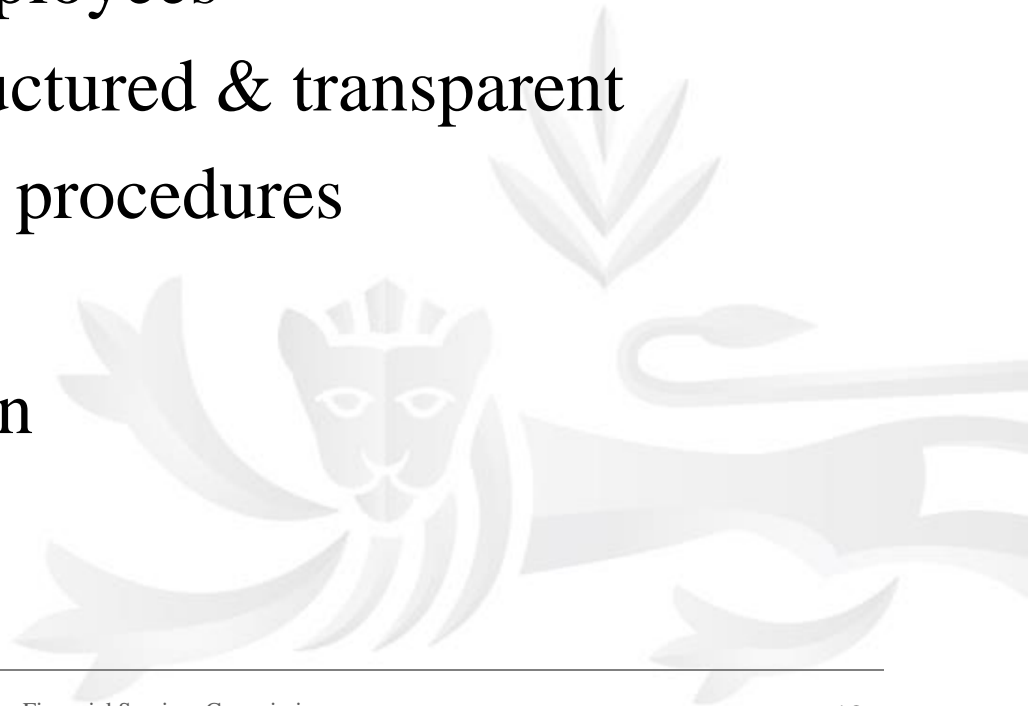 ployees
uctured & transparent
procedures
n
Financial Services Commission